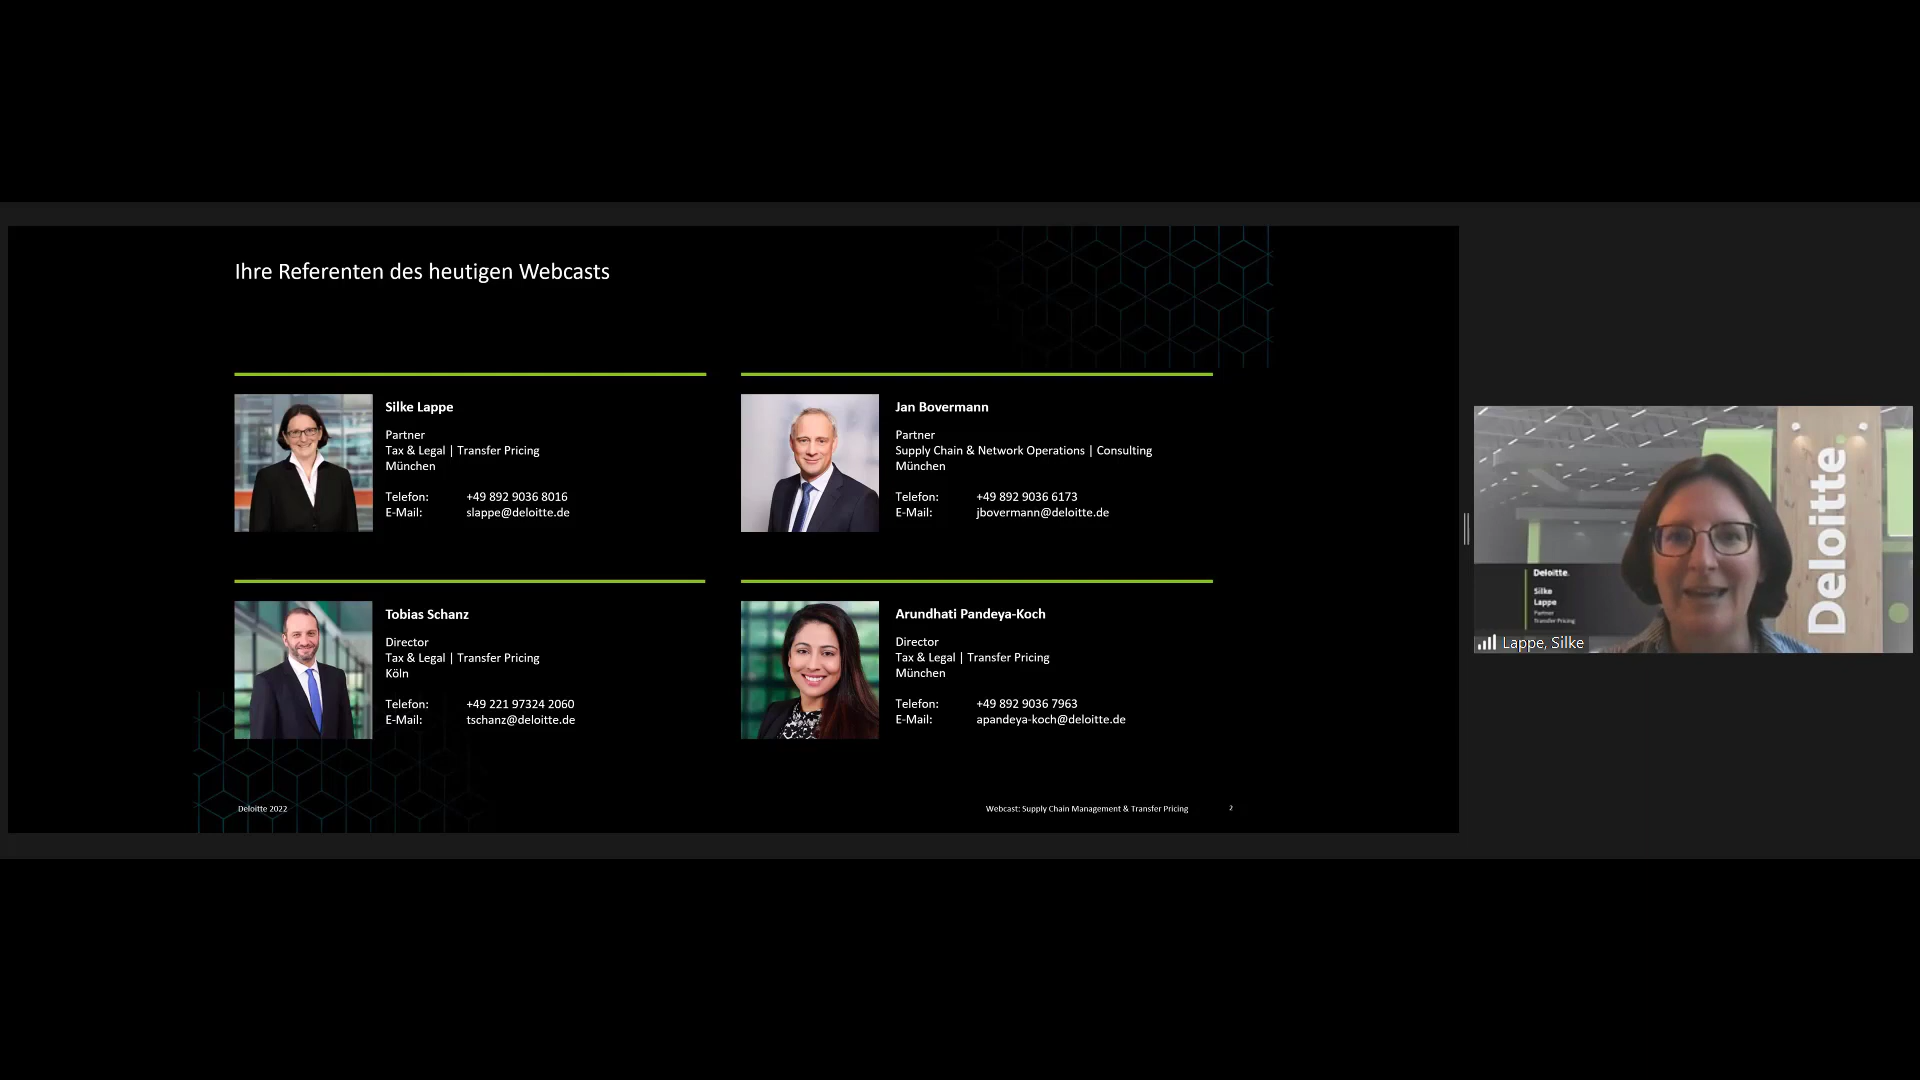 Ihre Referenten des heutigen Webcasts
Silke Lappe
Partner
Tax & Legal | Transfer Pricing
München
Telefon: +49 892 9036 8016
E-Mail: slappe@deloitte.de
Jan Bovermann
Partner
Supply Chain & Network Operations | Consulting
München
Telefon: +49 892 9036 6173
E-Mail: jbovermann@deloitte.de
Tobias Schanz
Director
Tax & Legal | Transfer Pricing
Köln
Telefon: +49 221 97324 2060
E-Mail: tschanz@deloitte.de
Arundhati Pandeya-Koch
Director
Tax & Legal | Transfer Pricing
München
Telefon: +49 892 9036 7963
E-Mail: apandeya-koch@deloitte.de
Deloitte 2022
Webcast: Supply Chain Management & Transfer Pricing 2
Deloitte.
Deloitte.
Silke
Lappe
Partner
Transfer Pricing
Lappe, Silke